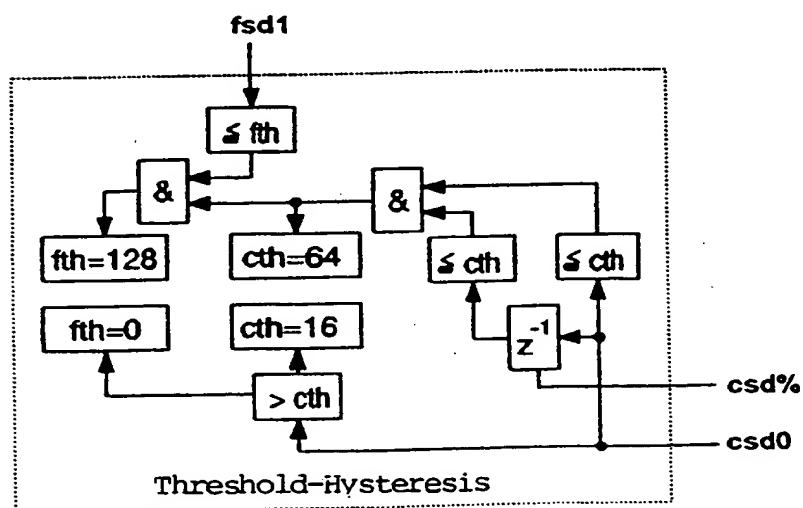 fsd1
≦ fth
&
&
fth=128
cth=64
≦ cth
≦ cth
fth=0
cth=16
z⁻¹
> cth
csd%
csd0
Threshold-Hysteresis